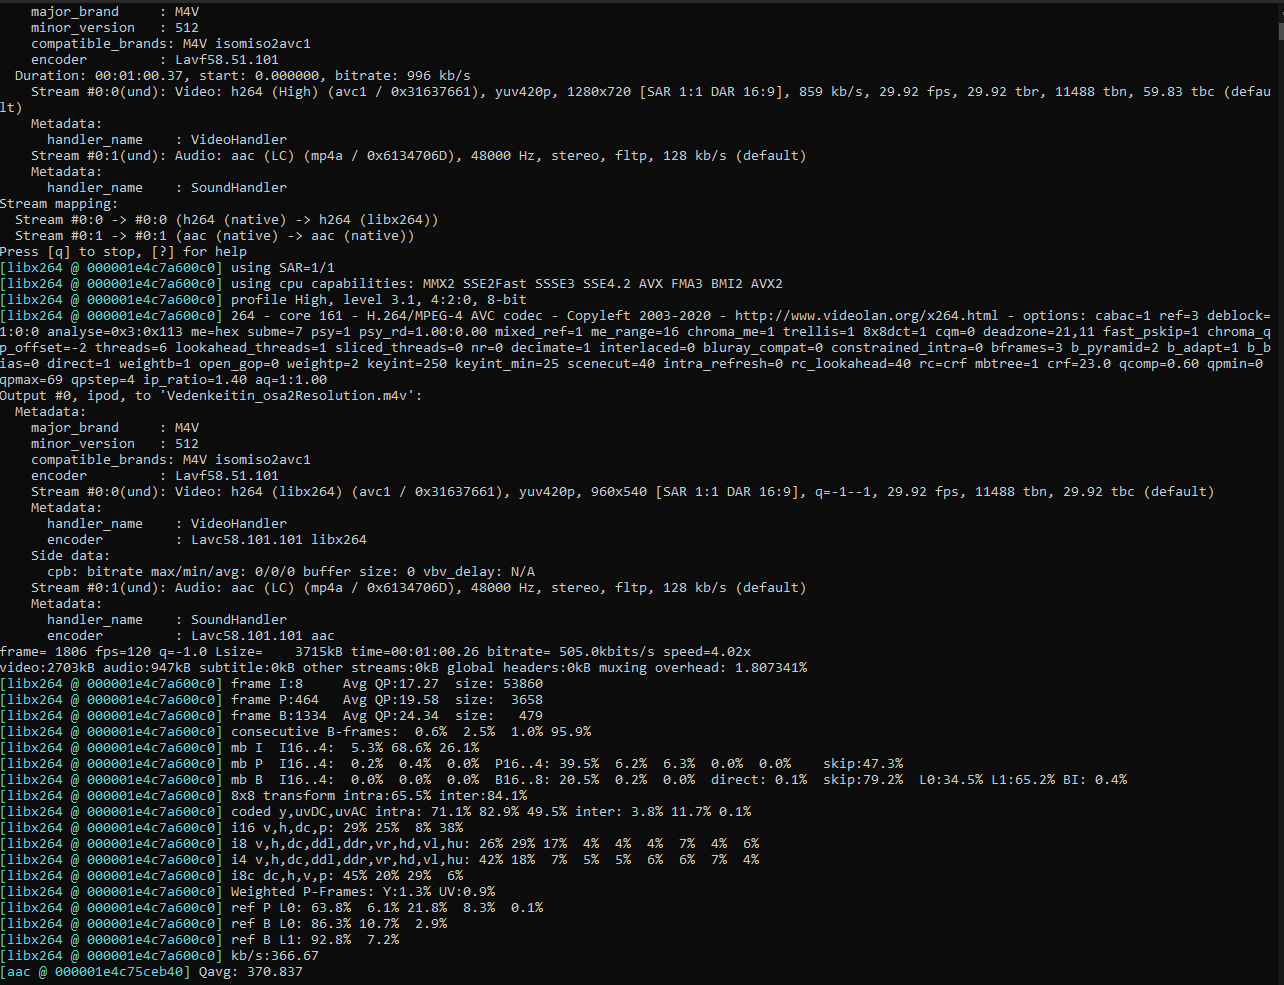 major_brand     : M4V
    minor_version   : 512
    compatible_brands: M4V isomiso2avc1
    encoder         : Lavf58.51.101
  Duration: 00:01:00.37, start: 0.000000, bitrate: 996 kb/s
    Stream #0:0(und): Video: h264 (High) (avc1 / 0x31637661), yuv420p, 1280x720 [SAR 1:1 DAR 16:9], 859 kb/s, 29.92 fps, 29.92 tbr, 11488 tbn, 59.83 tbc (defau
lt)
    Metadata:
      handler_name    : VideoHandler
    Stream #0:1(und): Audio: aac (LC) (mp4a / 0x6134706D), 48000 Hz, stereo, fltp, 128 kb/s (default)
    Metadata:
      handler_name    : SoundHandler
Stream mapping:
  Stream #0:0 -> #0:0 (h264 (native) -> h264 (libx264))
  Stream #0:1 -> #0:1 (aac (native) -> aac (native))
Press [q] to stop, [?] for help
[libx264 @ 000001e4c7a600c0] using SAR=1/1
[libx264 @ 000001e4c7a600c0] using cpu capabilities: MMX2 SSE2Fast SSSE3 SSE4.2 AVX FMA3 BMI2 AVX2
[libx264 @ 000001e4c7a600c0] profile High, level 3.1, 4:2:0, 8-bit
[libx264 @ 000001e4c7a600c0] 264 - core 161 - H.264/MPEG-4 AVC codec - Copyleft 2003-2020 - http://www.videolan.org/x264.html - options: cabac=1 ref=3 deblock=
1:0:0 analyse=0x3:0x113 me=hex subme=7 psy=1 psy_rd=1.00:0.00 mixed_ref=1 me_range=16 chroma_me=1 trellis=1 8x8dct=1 cqm=0 deadzone=21,11 fast_pskip=1 chroma_q
p_offset=-2 threads=6 lookahead_threads=1 sliced_threads=0 nr=0 decimate=1 interlaced=0 bluray_compat=0 constrained_intra=0 bframes=3 b_pyramid=2 b_adapt=1 b_b
ias=0 direct=1 weightb=1 open_gop=0 weightp=2 keyint=250 keyint_min=25 scenecut=40 intra_refresh=0 rc_lookahead=40 rc=crf mbtree=1 crf=23.0 qcomp=0.60 qpmin=0
qpmax=69 qpstep=4 ip_ratio=1.40 aq=1:1.00
Output #0, ipod, to 'Vedenkeitin_osa2Resolution.m4v':
  Metadata:
    major_brand     : M4V
    minor_version   : 512
    compatible_brands: M4V isomiso2avc1
    encoder         : Lavf58.51.101
    Stream #0:0(und): Video: h264 (libx264) (avc1 / 0x31637661), yuv420p, 960x540 [SAR 1:1 DAR 16:9], q=-1--1, 29.92 fps, 11488 tbn, 29.92 tbc (default)
    Metadata:
      handler_name    : VideoHandler
      encoder         : Lavc58.101.101 libx264
    Side data:
      cpb: bitrate max/min/avg: 0/0/0 buffer size: 0 vbv_delay: N/A
    Stream #0:1(und): Audio: aac (LC) (mp4a / 0x6134706D), 48000 Hz, stereo, fltp, 128 kb/s (default)
    Metadata:
      handler_name    : SoundHandler
      encoder         : Lavc58.101.101 aac
frame= 1806 fps=120 q=-1.0 Lsize=    3715kB time=00:01:00.26 bitrate= 505.0kbits/s speed=4.02x
video:2703kB audio:947kB subtitle:0kB other streams:0kB global headers:0kB muxing overhead: 1.807341%
[libx264 @ 000001e4c7a600c0] frame I:8     Avg QP:17.27  size: 53860
[libx264 @ 000001e4c7a600c0] frame P:464   Avg QP:19.58  size:  3658
[libx264 @ 000001e4c7a600c0] frame B:1334  Avg QP:24.34  size:   479
[libx264 @ 000001e4c7a600c0] consecutive B-frames:  0.6%  2.5%  1.0% 95.9%
[libx264 @ 000001e4c7a600c0] mb I  I16..4:  5.3% 68.6% 26.1%
[libx264 @ 000001e4c7a600c0] mb P  I16..4:  0.2%  0.4%  0.0%  P16..4: 39.5%  6.2%  6.3%  0.0%  0.0%    skip:47.3%
[libx264 @ 000001e4c7a600c0] mb B  I16..4:  0.0%  0.0%  0.0%  B16..8: 20.5%  0.2%  0.0%  direct: 0.1%  skip:79.2%  L0:34.5% L1:65.2% BI: 0.4%
[libx264 @ 000001e4c7a600c0] 8x8 transform intra:65.5% inter:84.1%
[libx264 @ 000001e4c7a600c0] coded y,uvDC,uvAC intra: 71.1% 82.9% 49.5% inter: 3.8% 11.7% 0.1%
[libx264 @ 000001e4c7a600c0] i16 v,h,dc,p: 29% 25%  8% 38%
[libx264 @ 000001e4c7a600c0] i8 v,h,dc,ddl,ddr,vr,hd,vl,hu: 26% 29% 17%  4%  4%  4%  7%  4%  6%
[libx264 @ 000001e4c7a600c0] i4 v,h,dc,ddl,ddr,vr,hd,vl,hu: 42% 18%  7%  5%  5%  6%  6%  7%  4%
[libx264 @ 000001e4c7a600c0] i8c dc,h,v,p: 45% 20% 29%  6%
[libx264 @ 000001e4c7a600c0] Weighted P-Frames: Y:1.3% UV:0.9%
[libx264 @ 000001e4c7a600c0] ref P L0: 63.8%  6.1% 21.8%  8.3%  0.1%
[libx264 @ 000001e4c7a600c0] ref B L0: 86.3% 10.7%  2.9%
[libx264 @ 000001e4c7a600c0] ref B L1: 92.8%  7.2%
[libx264 @ 000001e4c7a600c0] kb/s:366.67
[aac @ 000001e4c75ceb40] Qavg: 370.837